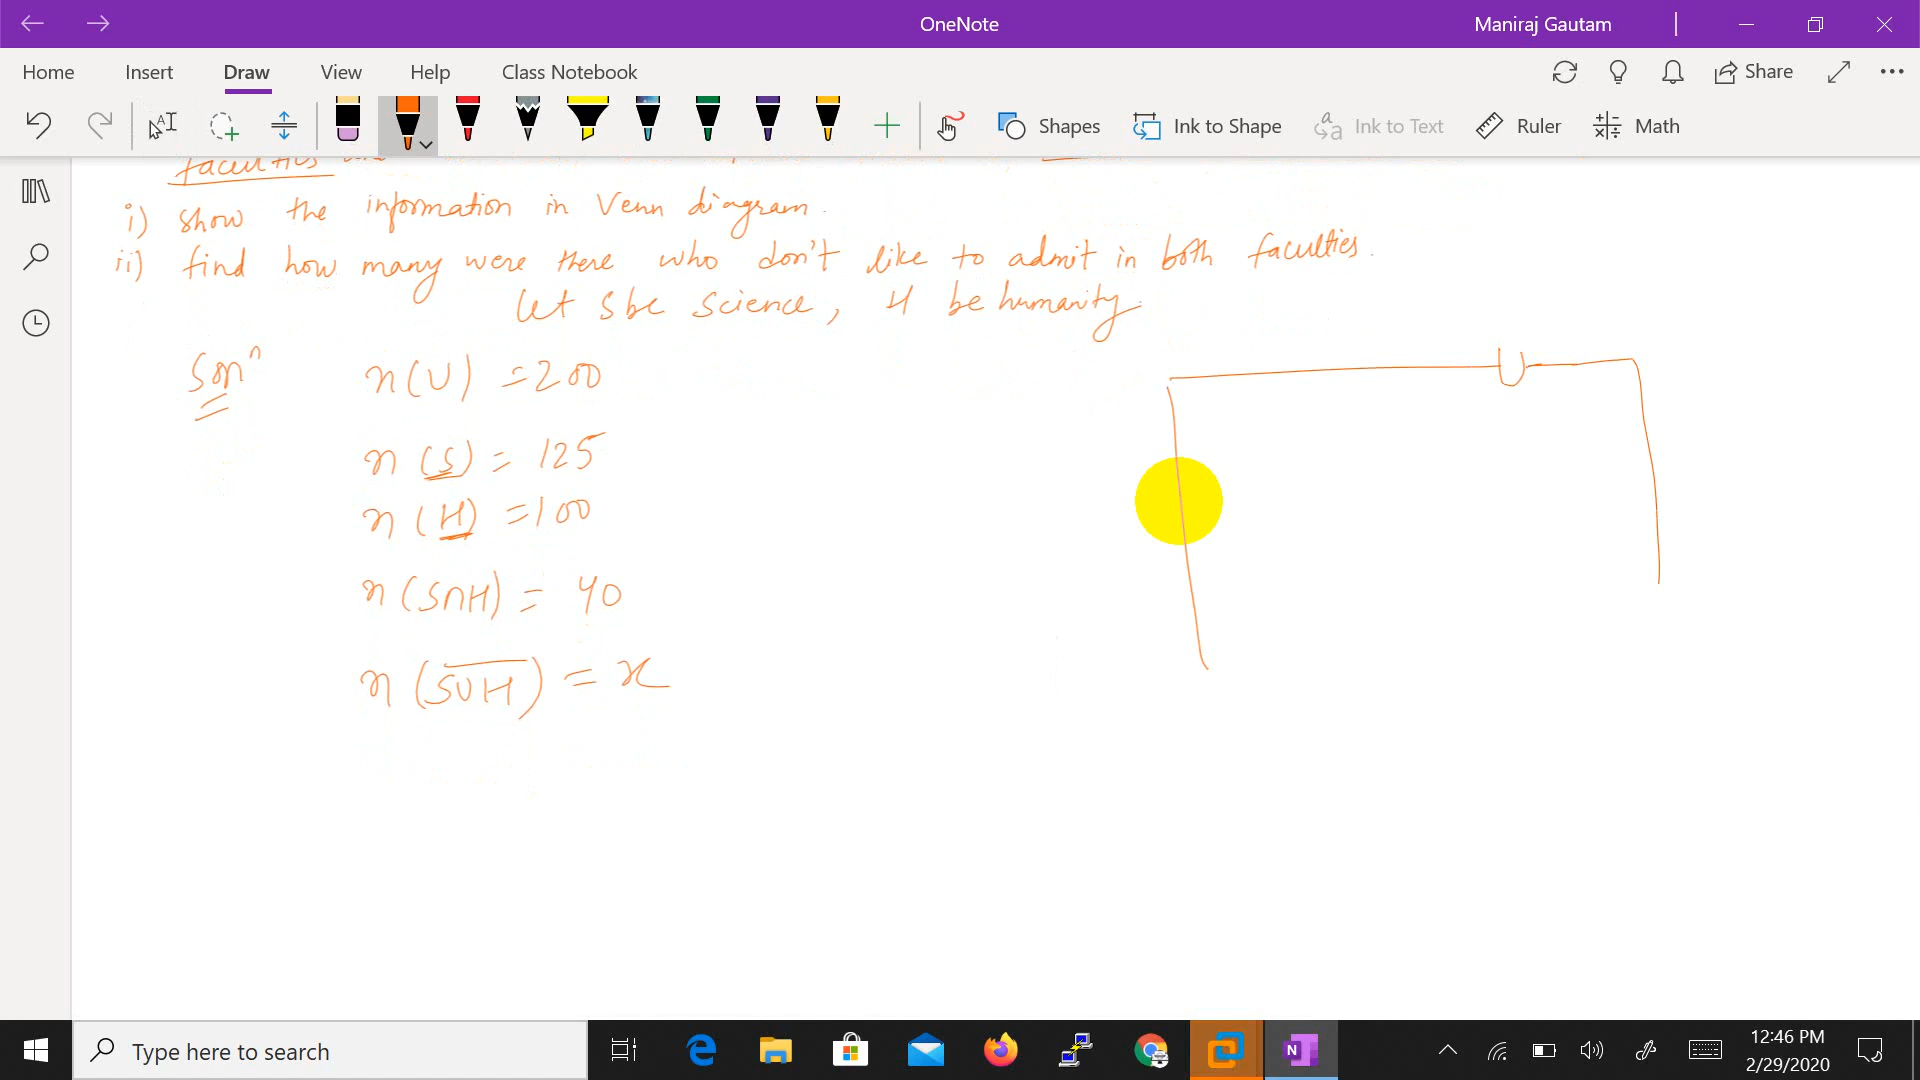 OneNote
Maniraj Gautam
Home Insert Draw View Help Class Notebook
Share
Shapes Ink to Shape Ink to Text Ruler Math
faculties
i) show the information in Venn diagram.
ii) find how many were there who don't like to admit in both faculties.
let S be science, H be humanity.
Solⁿ
n(U) = 200
U
n(S) = 125
n(H) = 100
n(S∩H) = 40
n(S̅∪̅H̅) = x
Type here to search
12:46 PM
2/29/2020